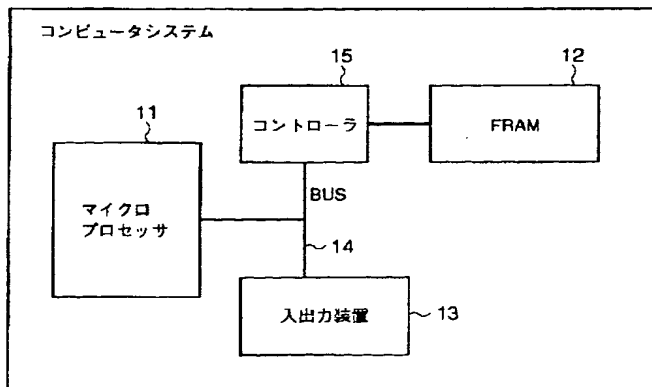 コンピュータシステム
15
12
11
コントローラ
FRAM
マイクロ
プロセッサ
BUS
14
入出力装置
13